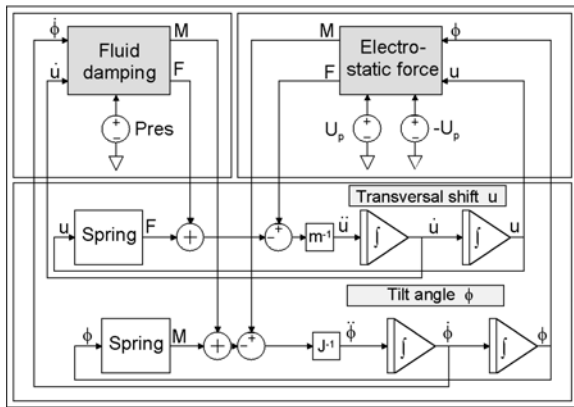 ϕ̇ M M ϕ
Fluid damping
Electro-static force
u̇ F F u
Pres
+
−
Uₚ
+
−
+
−
-Uₚ
Transversal shift u
u Spring F + -+ m⁻¹ ü ∫ u̇ ∫ u
Tilt angle ϕ
ϕ Spring M + -+ J⁻¹ ϕ̈ ∫ ϕ̇ ∫ ϕ